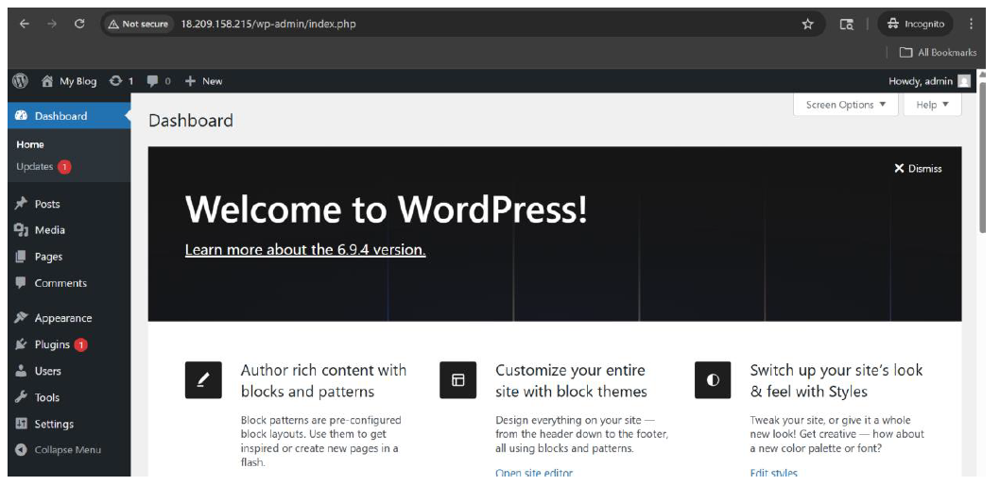 Not secure 18.209.158.215/wp-admin/index.php Incognito
All Bookmarks
My Blog 1 0 New Howdy, admin
Screen Options ▼ Help ▼
Dashboard
Home
Updates 1
Posts
Media
Pages
Comments
Appearance
Plugins 1
Users
Tools
Settings
Collapse Menu
Dashboard
Dismiss
Welcome to WordPress!
Learn more about the 6.9.4 version.
Author rich content with
blocks and patterns
Block patterns are pre-configured
block layouts. Use them to get
inspired or create new pages in a
flash.
Customize your entire
site with block themes
Design everything on your site —
from the header down to the footer,
all using blocks and patterns.
Open site editor
Switch up your site's look
& feel with Styles
Tweak your site, or give it a whole
new look! Get creative — how about
a new color palette or font?
Edit styles